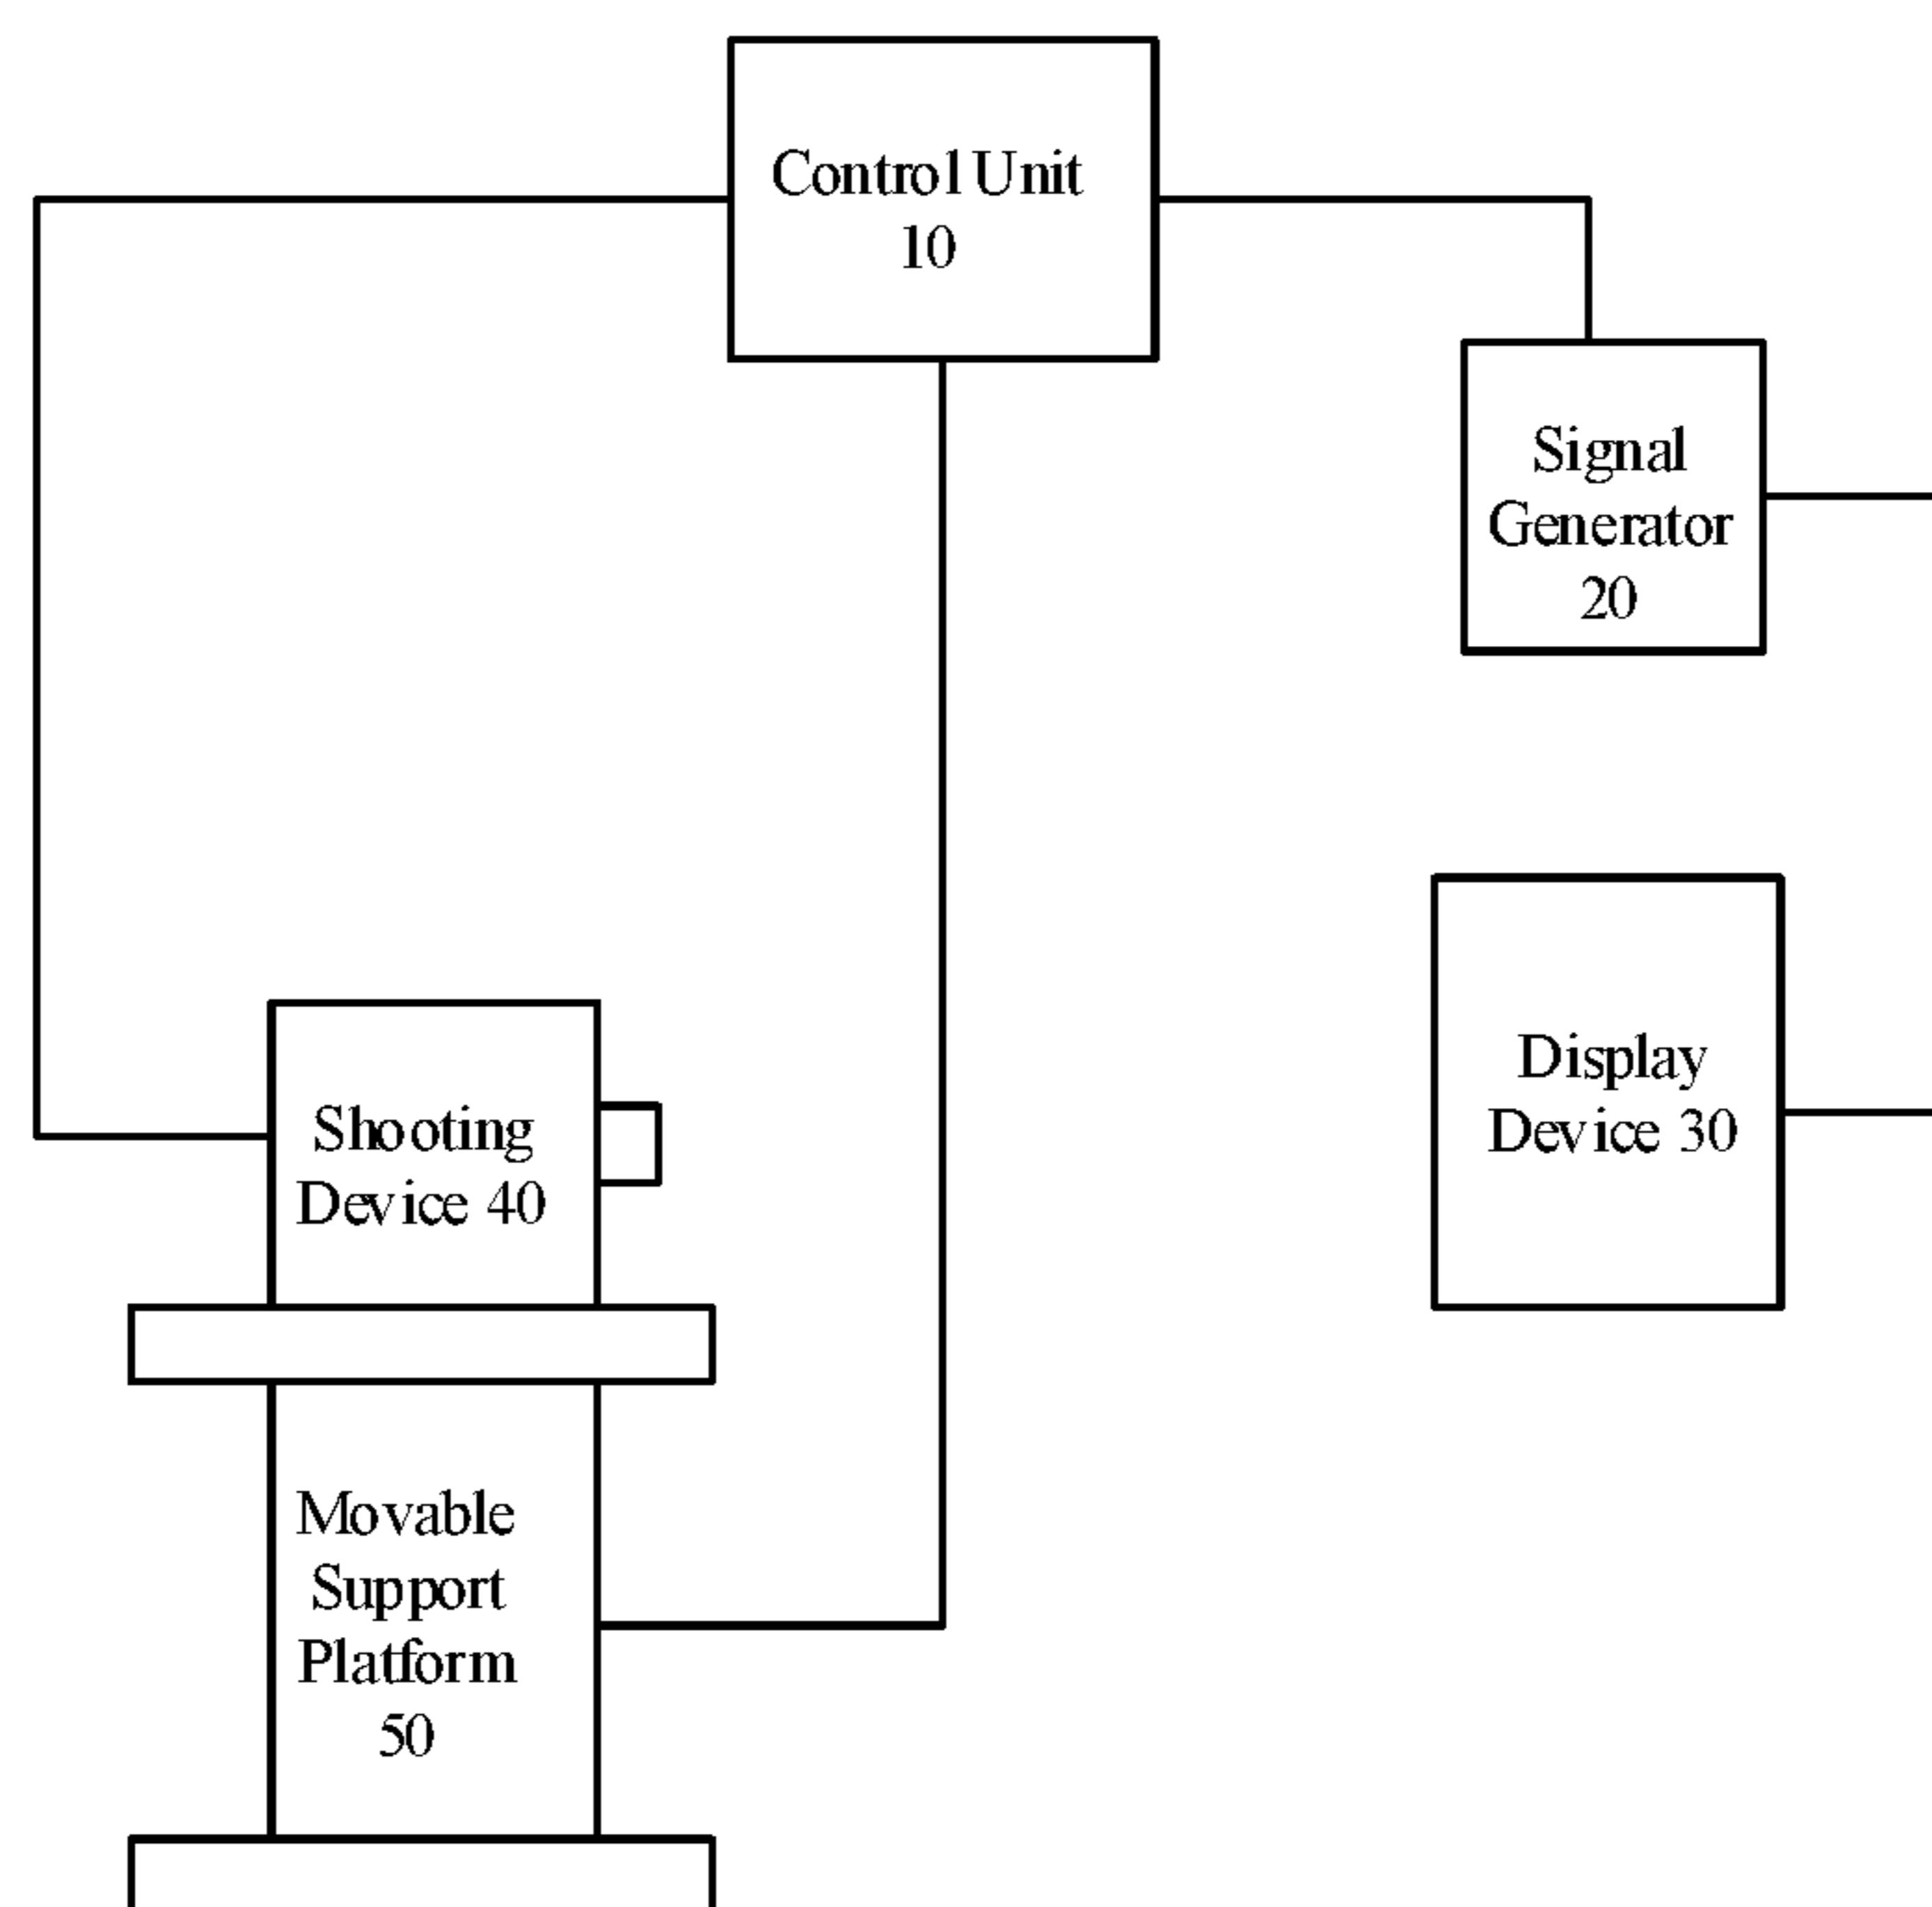 Control Unit
10
Signal
Generator
20
Display
Device 30
Shooting
Device 40
Movable
Support
Platform
50